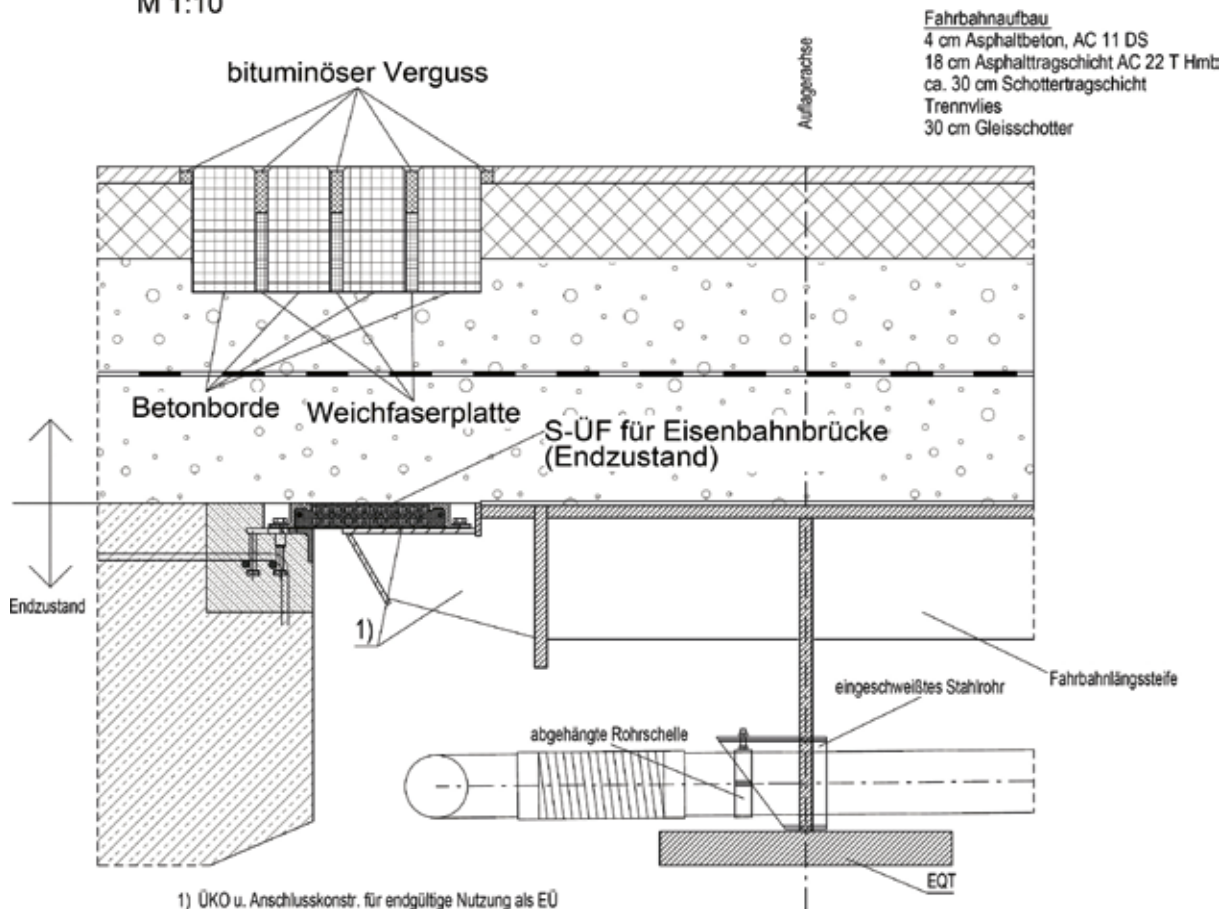 M 1:10
Fahrbahnaufbau
4 cm Asphaltbeton, AC 11 DS
18 cm Asphalttragschicht AC 22 T Hmb
ca. 30 cm Schottertragschicht
Trennvlies
30 cm Gleisschotter
bituminöser Verguss
Auflagerachse
Betonborde
Weichfaserplatte
S-ÜF für Eisenbahnbrücke
(Endzustand)
Endzustand
1)
Fahrbahnlängssteife
eingeschweißtes Stahlrohr
abgehängte Rohrschelle
EQT
1) ÜKO u. Anschlusskonstr. für endgültige Nutzung als EÜ